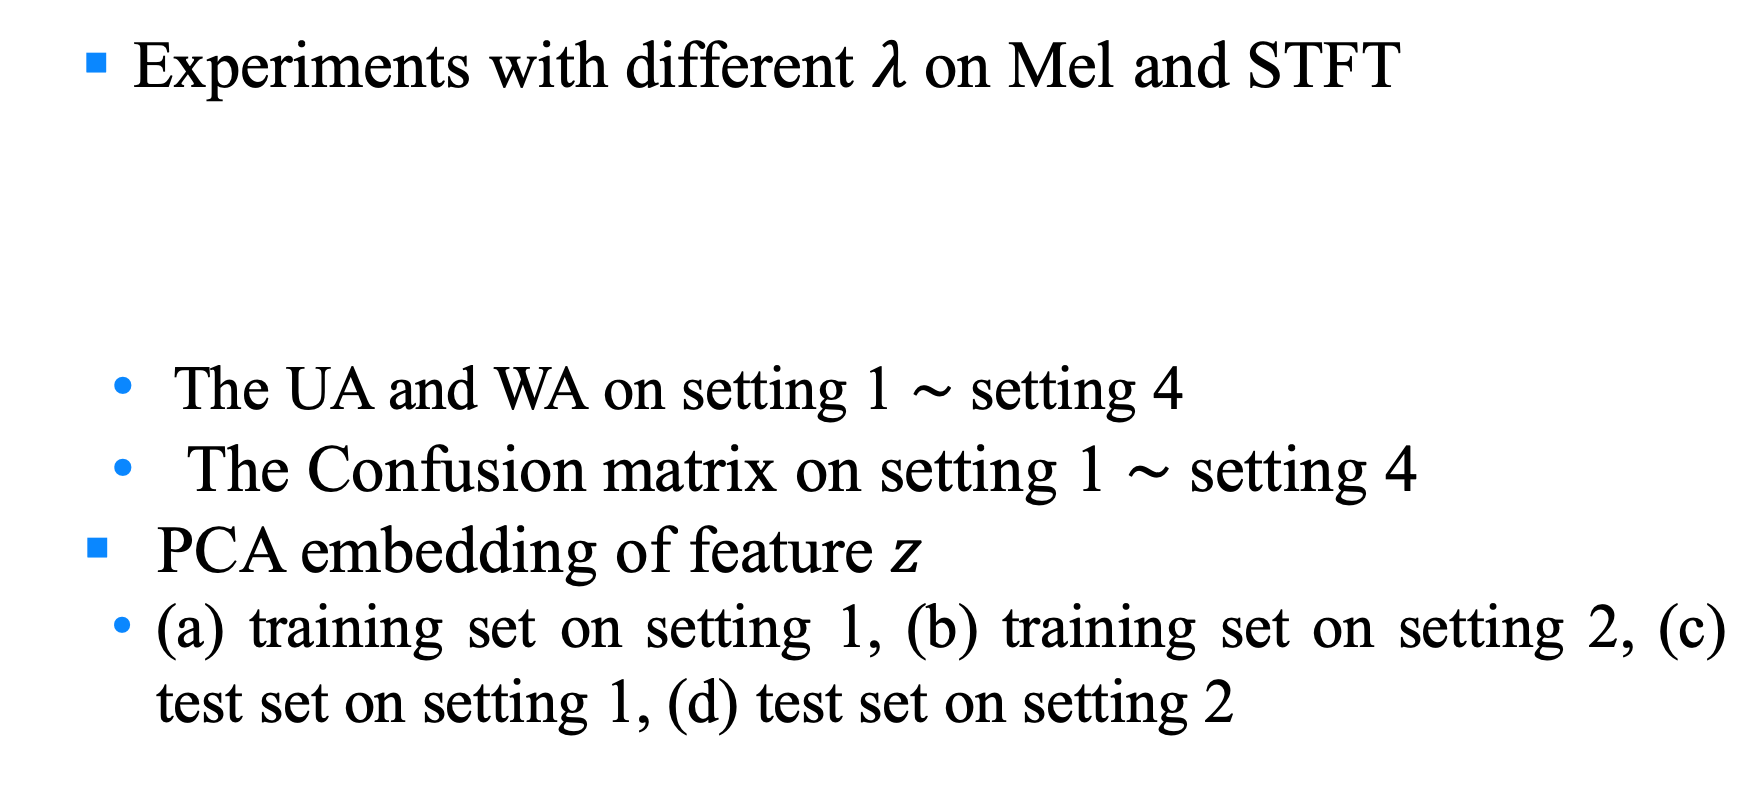 ▪ Experiments with different λ on Mel and STFT
• The UA and WA on setting 1 ~ setting 4
• The Confusion matrix on setting 1 ~ setting 4
▪ PCA embedding of feature z
• (a) training set on setting 1, (b) training set on setting 2, (c)
test set on setting 1, (d) test set on setting 2